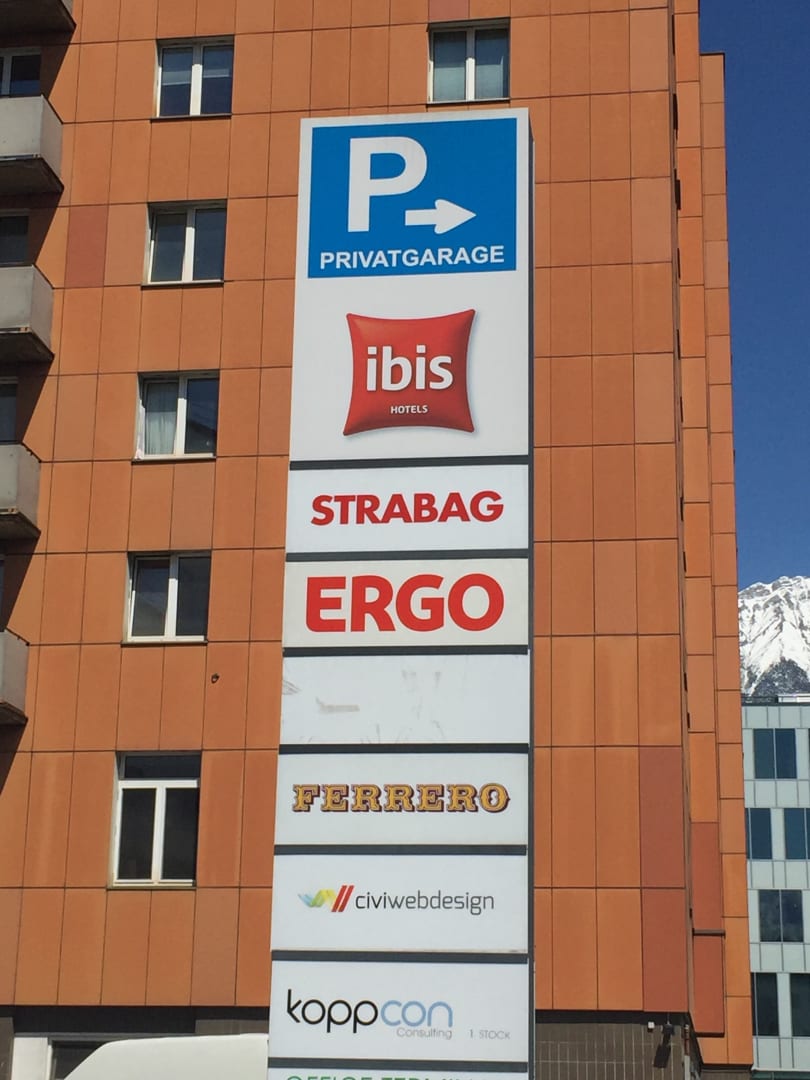 P
PRIVATGARAGE
ibis
HOTELS
STRABAG
ERGO
FERRERO
civiwebdesign
koppcon
Consulting
1. STOCK